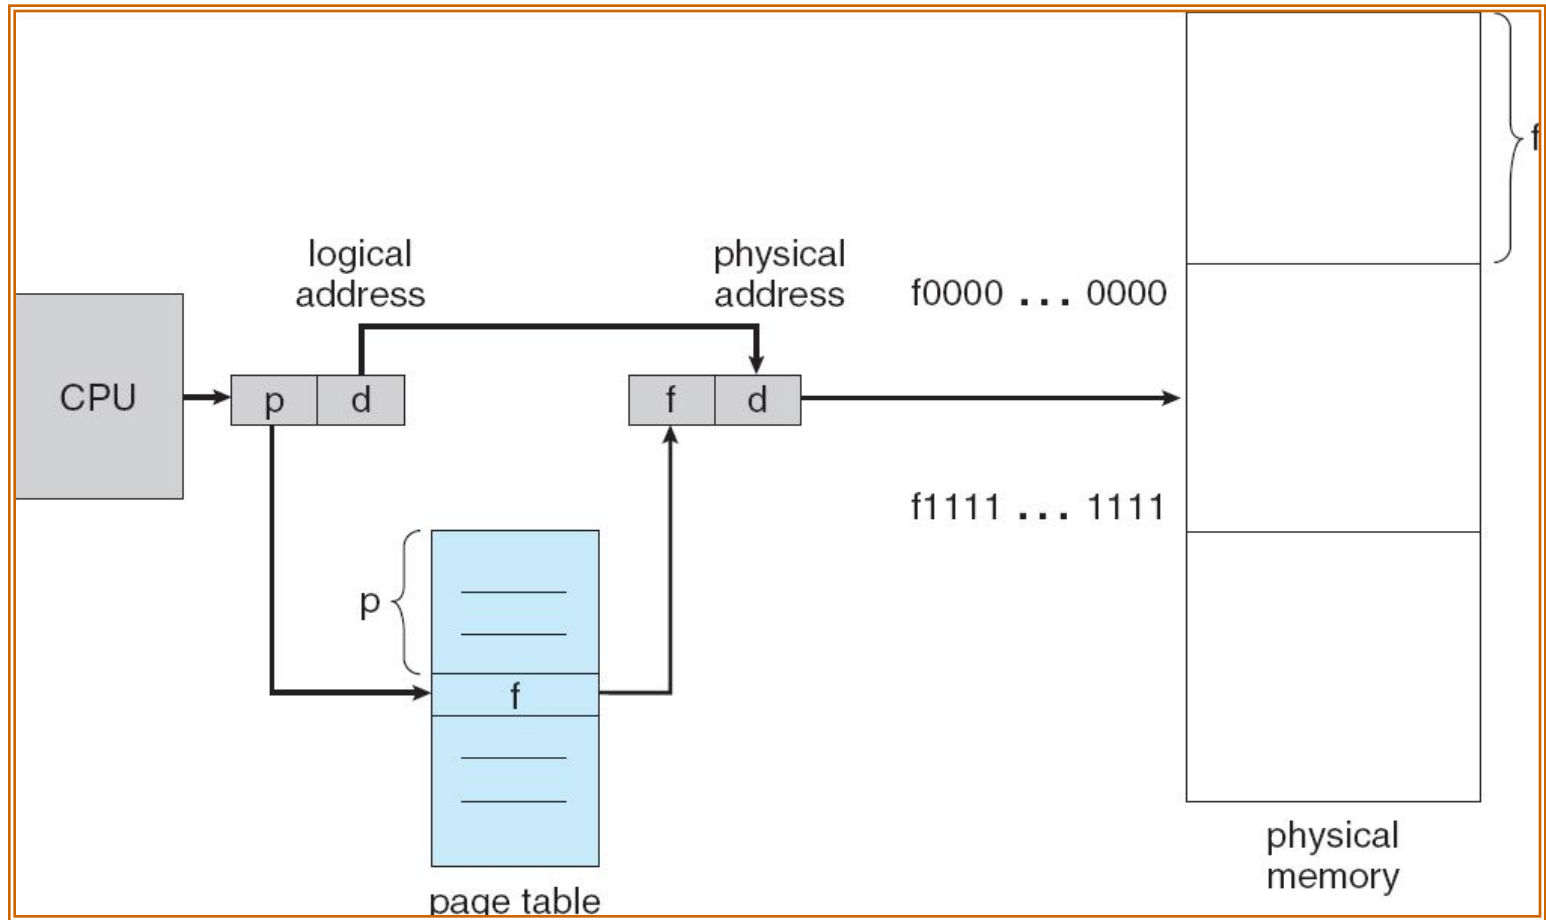 f
logical
address
physical
address
f0000 ... 0000
CPU
p d
f d
f1111 ... 1111
p
f
physical
memory
page table